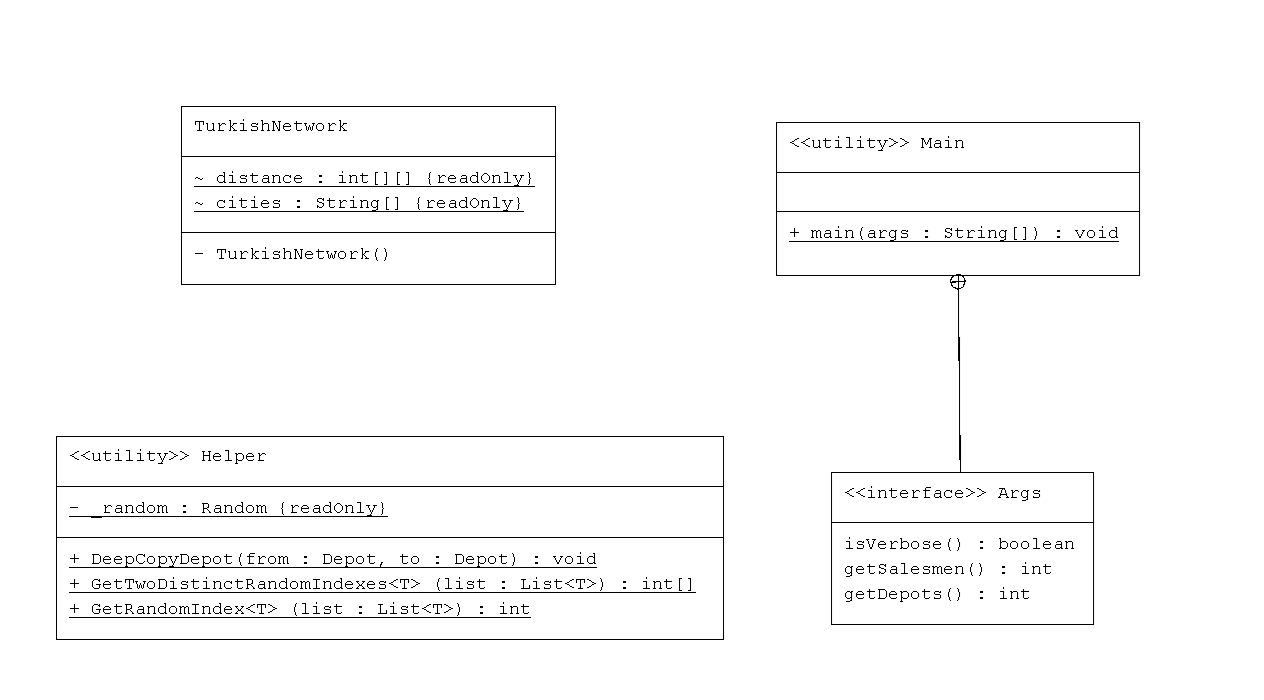 TurkishNetwork
~ distance : int[][] {readOnly}
~ cities : String[] {readOnly}
- TurkishNetwork()
<<utility>> Main
+ main(args : String[]) : void
<<utility>> Helper
- _random : Random {readOnly}
+ DeepCopyDepot(from : Depot, to : Depot) : void
+ GetTwoDistinctRandomIndexes<T> (list : List<T>) : int[]
+ GetRandomIndex<T> (list : List<T>) : int
<<interface>> Args
isVerbose() : boolean
getSalesmen() : int
getDepots() : int